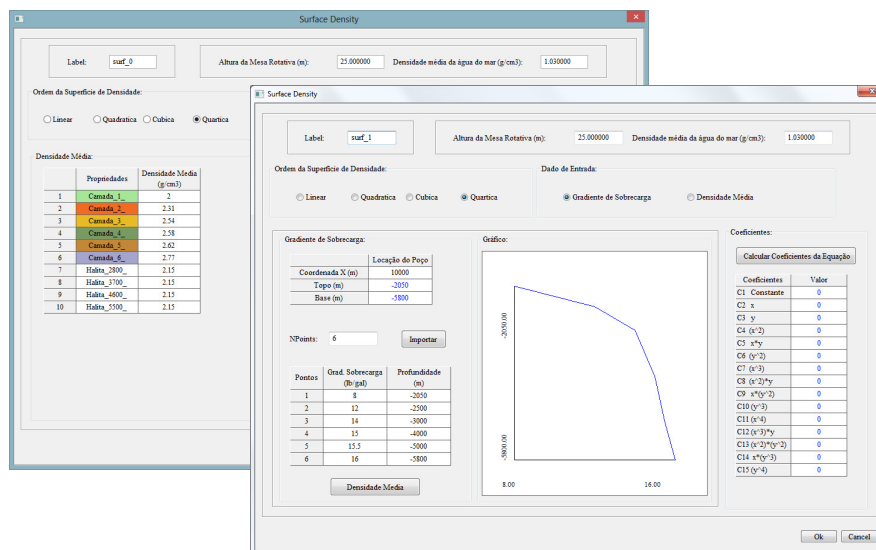 Surface Density
Label: surf_0 Altura da Mesa Rotativa (m): 25.000000 Densidade média da água do mar (g/cm3): 1.030000
Ordem da Superfície de Densidade:
Linear Quadratica Cubica Quartica
Densidade Média:
Propriedades Densidade Media (g/cm3)
1 Camada_1_ 2
2 Camada_2_ 2.31
3 Camada_3_ 2.54
4 Camada_4_ 2.58
5 Camada_5_ 2.62
6 Camada_6_ 2.77
7 Halita_2800_ 2.15
8 Halita_3700_ 2.15
9 Halita_4600_ 2.15
10 Halita_5500_ 2.15
Surface Density
Label: surf_1 Altura da Mesa Rotativa (m): 25.000000 Densidade média da água do mar (g/cm3): 1.030000
Ordem da Superfície de Densidade:
Linear Quadratica Cubica Quartica
Dado de Entrada:
Gradiente de Sobrecarga Densidade Média
Gradiente de Sobrecarga:
Locação do Poço
Coordenada X (m) 10000
Topo (m) -2050
Base (m) -5800
NPoints: 6 Importar
Pontos Grad. Sobrecarga (lb/gal) Profundidade (m)
1 8 -2050
2 12 -2500
3 14 -3000
4 15 -4000
5 15.5 -5000
6 16 -5800
Densidade Media
Gráfico:
-2050.00
-5800.00
8.00 16.00
Coeficientes:
Calcular Coeficientes da Equação
Coeficientes Valor
C1 Constante 0
C2 x 0
C3 y 0
C4 (x^2) 0
C5 x*y 0
C6 (y^2) 0
C7 (x^3) 0
C8 (x^2)*y 0
C9 x*(y^2) 0
C10 (y^3) 0
C11 (x^4) 0
C12 (x^3)*y 0
C13 (x^2)*(y^2) 0
C14 x*(y^3) 0
C15 (y^4) 0
Ok Cancel